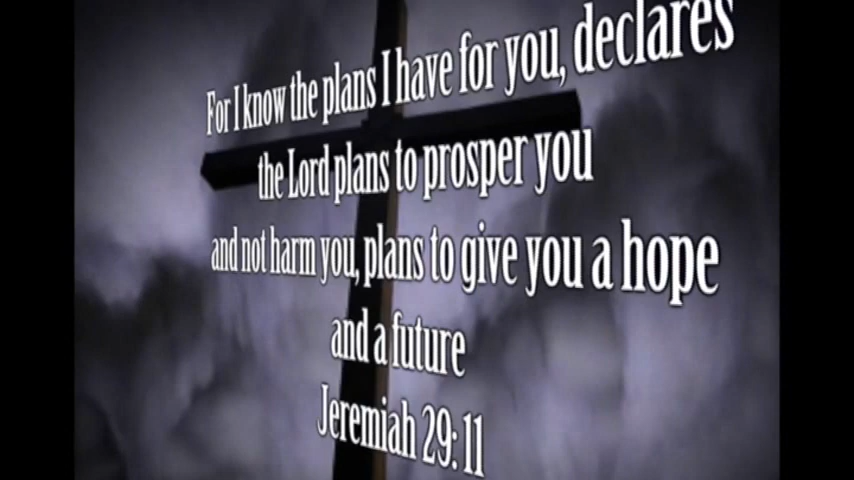 For I know the plans I have for you, declares
the Lord plans to prosper you
and not harm you, plans to give you a hope
and a future
Jeremiah 29:11